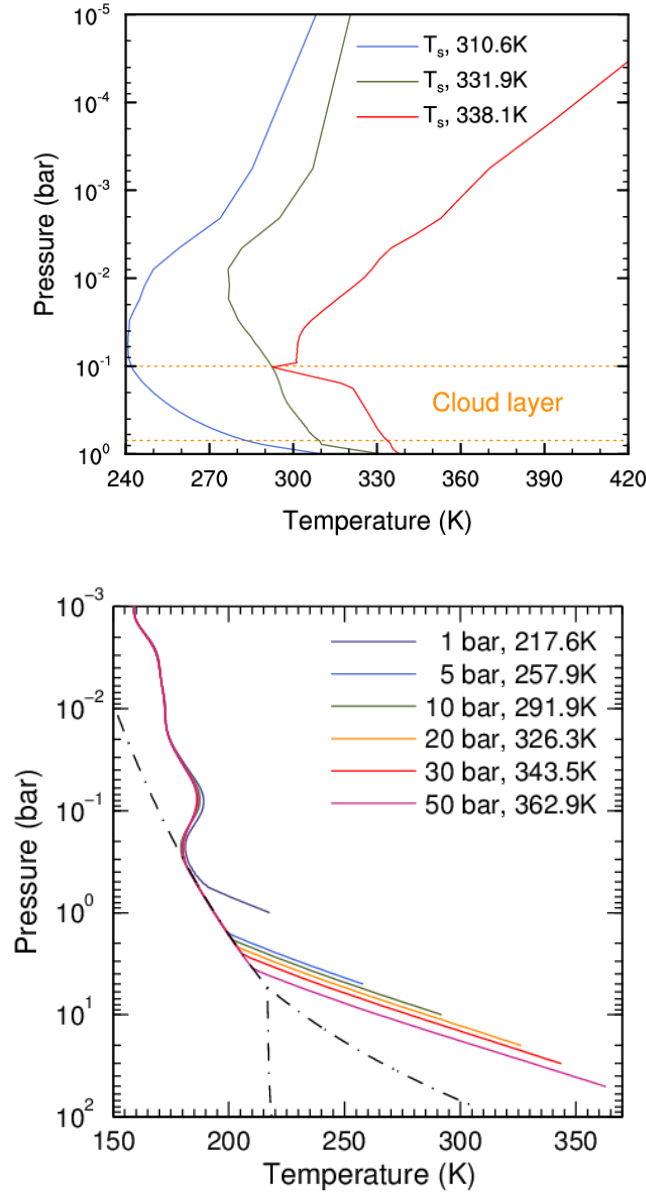 10⁻⁵
10⁻⁴
10⁻³
10⁻²
10⁻¹
10⁰
Pressure (bar)
Tₛ, 310.6K
Tₛ, 331.9K
Tₛ, 338.1K
Cloud layer
240 270 300 330 360 390 420
Temperature (K)
10⁻³
10⁻²
10⁻¹
10⁰
10¹
10²
Pressure (bar)
1 bar, 217.6K
5 bar, 257.9K
10 bar, 291.9K
20 bar, 326.3K
30 bar, 343.5K
50 bar, 362.9K
150 200 250 300 350
Temperature (K)